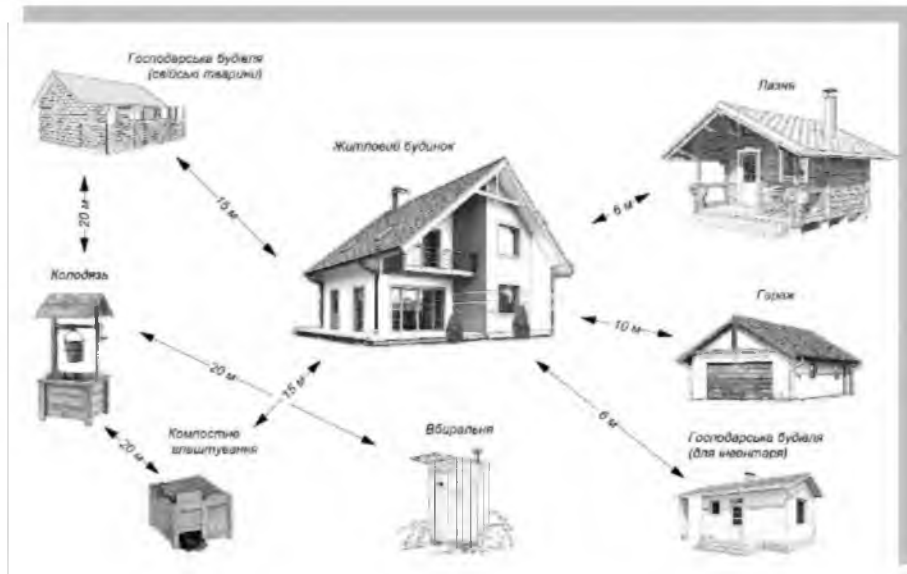 Господарська будівля
(свійські тварини)
Лазня
Житловий будинок
15 м
6 м
20 м
Колодязь
Гараж
10 м
20 м
15 м
6 м
20 м
Компостне
влаштування
Вбиральня
Господарська будівля
(для інвентаря)